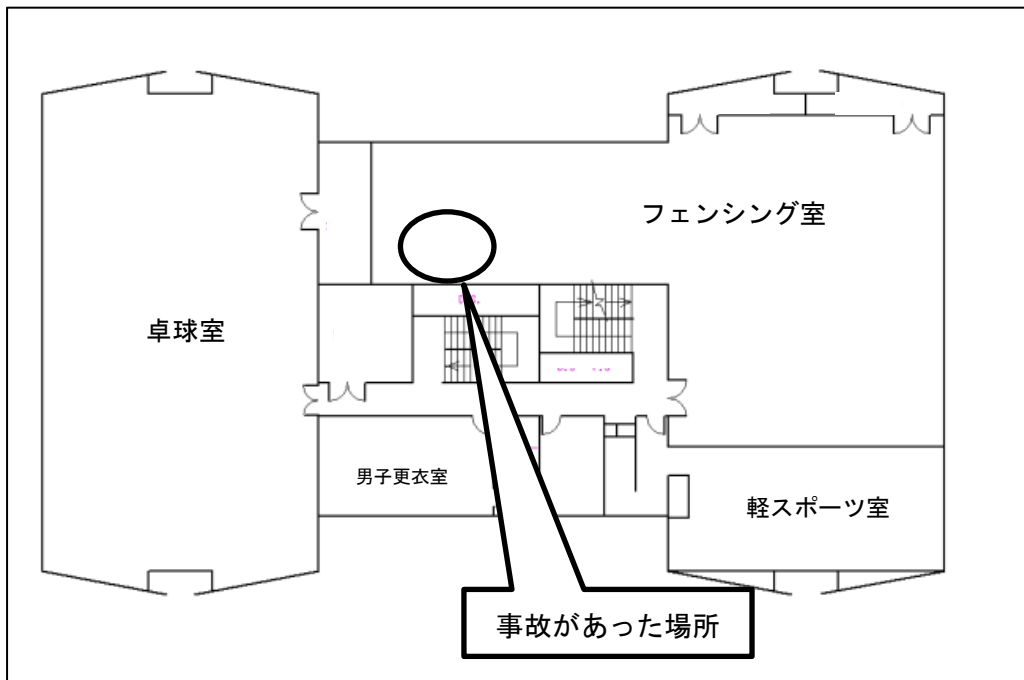 フェンシング室
卓球室
男子更衣室
軽スポーツ室
事故があった場所